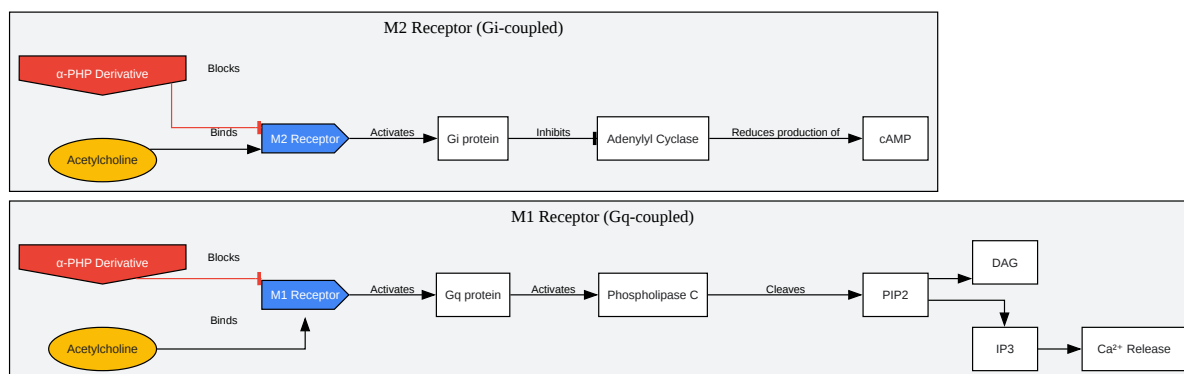 M2 Receptor (Gi-coupled)
α-PHP Derivative
Blocks
Binds
M2 Receptor
Activates
Gi protein
Inhibits
Adenylyl Cyclase
Reduces production of
cAMP
Acetylcholine
M1 Receptor (Gq-coupled)
α-PHP Derivative
Blocks
DAG
M1 Receptor
Activates
Gq protein
Activates
Phospholipase C
Cleaves
PIP2
Binds
Acetylcholine
IP3
Ca²⁺ Release